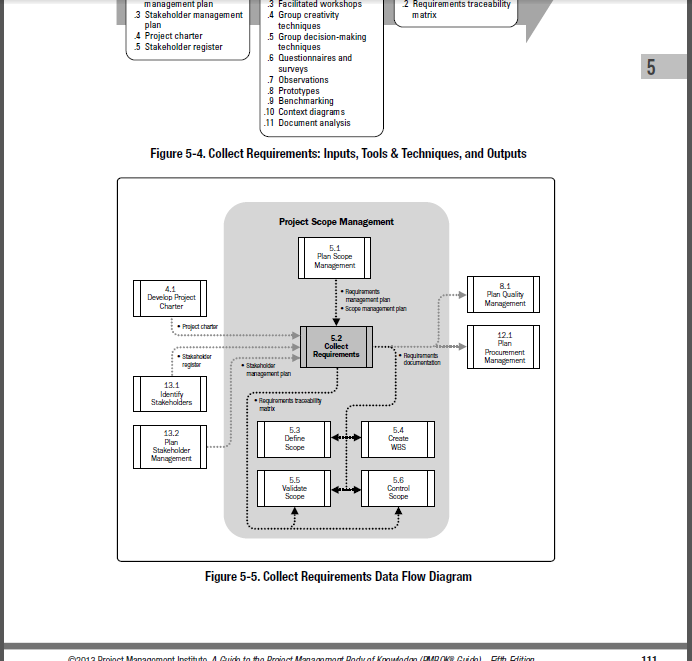 management plan
.3 Stakeholder management
plan
.4 Project charter
.5 Stakeholder register
.3 Facilitated workshops
.4 Group creativity
techniques
.5 Group decision-making
techniques
.6 Questionnaires and
surveys
.7 Observations
.8 Prototypes
.9 Benchmarking
.10 Context diagrams
.11 Document analysis
.2 Requirements traceability
matrix
5
Figure 5-4. Collect Requirements: Inputs, Tools & Techniques, and Outputs
Project Scope Management
5.1
Plan Scope
Management
• Requirements
management plan
• Scope management plan
4.1
Develop Project
Charter
• Project charter
8.1
Plan Quality
Management
5.2
Collect
Requirements
12.1
Plan
Procurement
Management
• Stakeholder
register
• Stakeholder
management plan
• Requirements
documentation
13.1
Identify
Stakeholders
• Requirements traceability
matrix
13.2
Plan
Stakeholder
Management
5.3
Define
Scope
5.4
Create
WBS
5.5
Validate
Scope
5.6
Control
Scope
Figure 5-5. Collect Requirements Data Flow Diagram
©2013 Project Management Institute. A Guide to the Project Management Body of Knowledge (PMBOK® Guide) – Fifth Edition
111